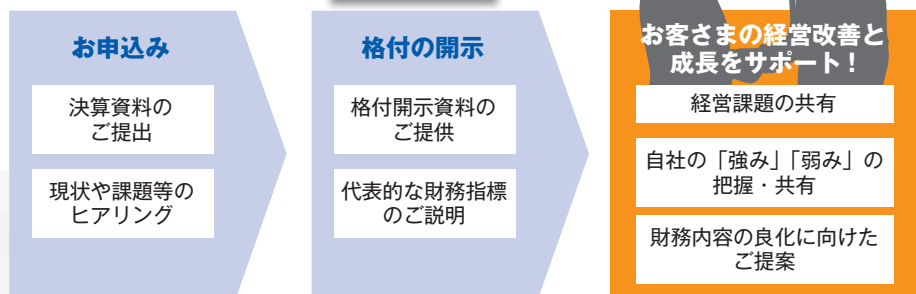 お申込み
決算資料の
ご提出
現状や課題等の
ヒアリング
格付の開示
格付開示資料の
ご提供
代表的な財務指標
のご説明
お客さまの経営改善と
成長をサポート！
経営課題の共有
自社の「強み」「弱み」の
把握・共有
財務内容の良化に向けた
ご提案